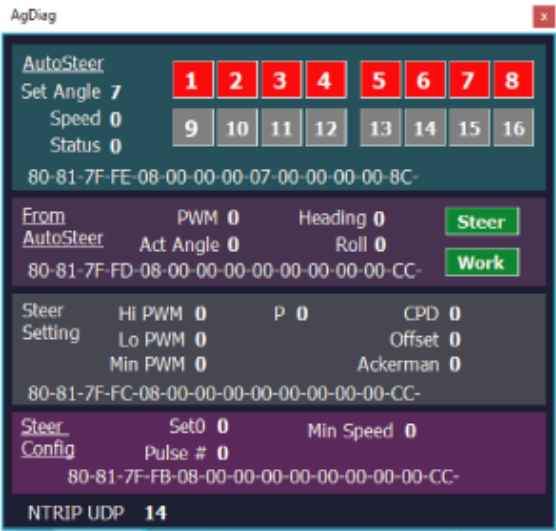 AgDiag
x
AutoSteer
Set Angle 7
Speed 0
Status 0
1 2 3 4 5 6 7 8
9 10 11 12 13 14 15 16
80-81-7F-FE-08-00-00-00-07-00-00-00-00-8C-
From AutoSteer
PWM 0 Heading 0
Act Angle 0 Roll 0
Steer
Work
80-81-7F-FD-08-00-00-00-00-00-00-00-00-CC-
Steer Setting
Hi PWM 0 P 0 CPD 0
Lo PWM 0 Offset 0
Min PWM 0 Ackerman 0
80-81-7F-FC-08-00-00-00-00-00-00-00-00-CC-
Steer Config
Set0 0 Min Speed 0
Pulse # 0
80-81-7F-FB-08-00-00-00-00-00-00-00-00-CC-
NTRIP UDP 14